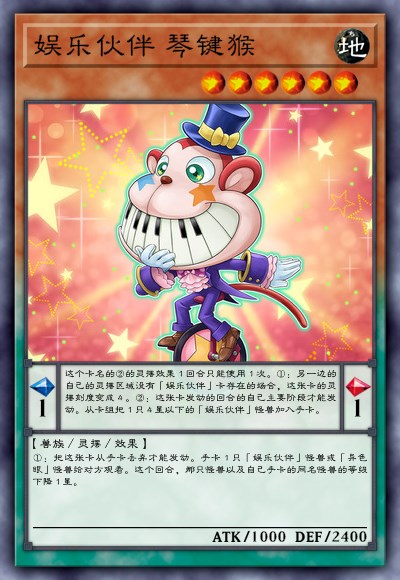 娱乐伙伴 琴键猴
地
这个卡名的②的灵摆效果1回合只能使用1次。①：另一边的
自己的灵摆区域没有「娱乐伙伴」卡存在的场合，这张卡的灵
摆刻度变成4。②：这张卡发动的回合的自己主要阶段才能发
动。从卡组把1只4星以下的「娱乐伙伴」怪兽加入手卡。
1
1
【兽族／灵摆／效果】
①：把这张卡从手卡丢弃才能发动。手卡1只「娱乐伙伴」怪兽或「异色
眼」怪兽给对方观看。这个回合，那只怪兽以及自己手卡的同名怪兽的等级
下降1星。
ATK/1000 DEF/2400